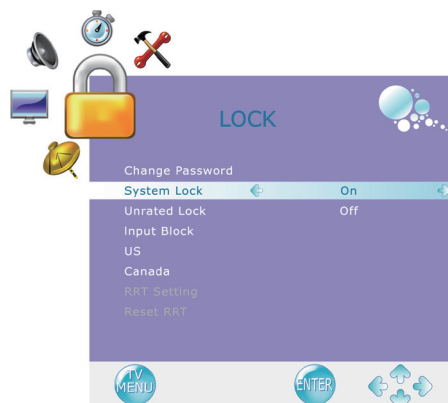 LOCK
Change Password
System Lock On
Unrated Lock Off
Input Block
US
Canada
RRT Setting
Reset RRT
TV MENU
ENTER